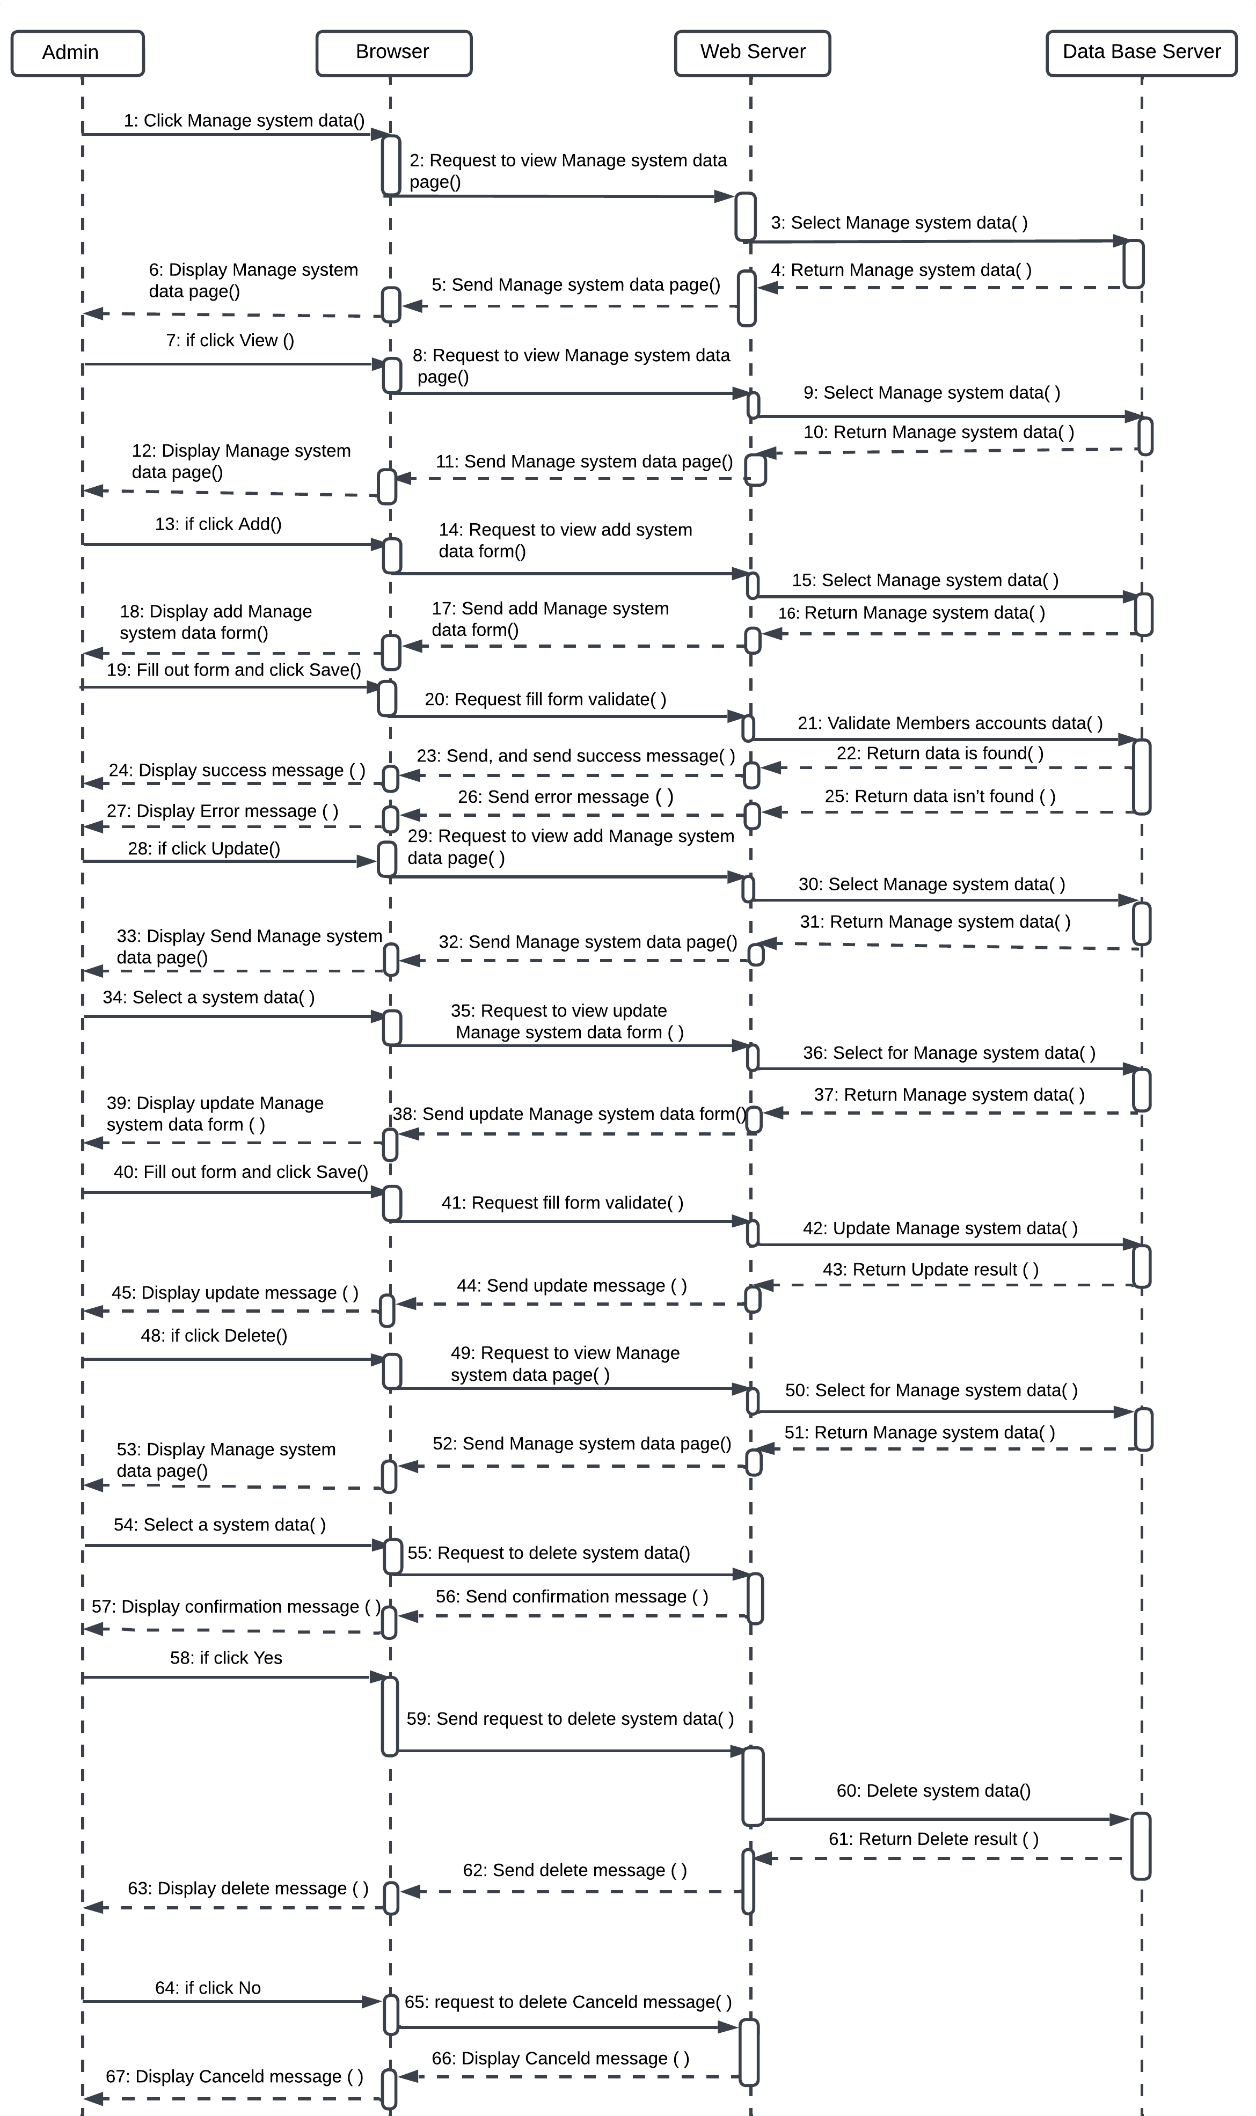 Admin
Browser
Web Server
Data Base Server
1: Click Manage system data()
2: Request to view Manage system data
page()
3: Select Manage system data( )
4: Return Manage system data( )
5: Send Manage system data page()
6: Display Manage system
data page()
7: if click View ()
8: Request to view Manage system data
page()
9: Select Manage system data( )
10: Return Manage system data( )
11: Send Manage system data page()
12: Display Manage system
data page()
13: if click Add()
14: Request to view add system
data form()
15: Select Manage system data( )
16: Return Manage system data( )
17: Send add Manage system
data form()
18: Display add Manage
system data form()
19: Fill out form and click Save()
20: Request fill form validate( )
21: Validate Members accounts data( )
22: Return data is found( )
23: Send, and send success message( )
24: Display success message ( )
25: Return data isn't found ( )
26: Send error message ( )
27: Display Error message ( )
28: if click Update()
29: Request to view add Manage system
data page( )
30: Select Manage system data( )
31: Return Manage system data( )
32: Send Manage system data page()
33: Display Send Manage system
data page()
34: Select a system data( )
35: Request to view update
Manage system data form ( )
36: Select for Manage system data( )
37: Return Manage system data( )
38: Send update Manage system data form()
39: Display update Manage
system data form ( )
40: Fill out form and click Save()
41: Request fill form validate( )
42: Update Manage system data( )
43: Return Update result ( )
44: Send update message ( )
45: Display update message ( )
48: if click Delete()
49: Request to view Manage
system data page( )
50: Select for Manage system data( )
51: Return Manage system data( )
52: Send Manage system data page()
53: Display Manage system
data page()
54: Select a system data( )
55: Request to delete system data()
56: Send confirmation message ( )
57: Display confirmation message ( )
58: if click Yes
59: Send request to delete system data( )
60: Delete system data()
61: Return Delete result ( )
62: Send delete message ( )
63: Display delete message ( )
64: if click No
65: request to delete Canceld message( )
66: Display Canceld message ( )
67: Display Canceld message ( )